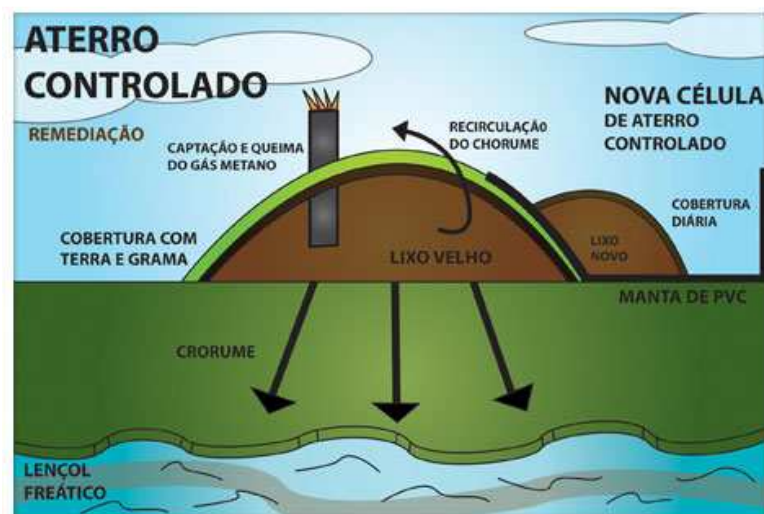 ATERRO
CONTROLADO
REMEDIAÇÃO
CAPTAÇÃO E QUEIMA
DO GÁS METANO
RECIRCULAÇÃO
DO CHORUME
NOVA CÉLULA
DE ATERRO
CONTROLADO
COBERTURA
DIÁRIA
COBERTURA COM
TERRA E GRAMA
LIXO VELHO
LIXO
NOVO
MANTA DE PVC
CRORUME
LENÇOL
FREÁTICO